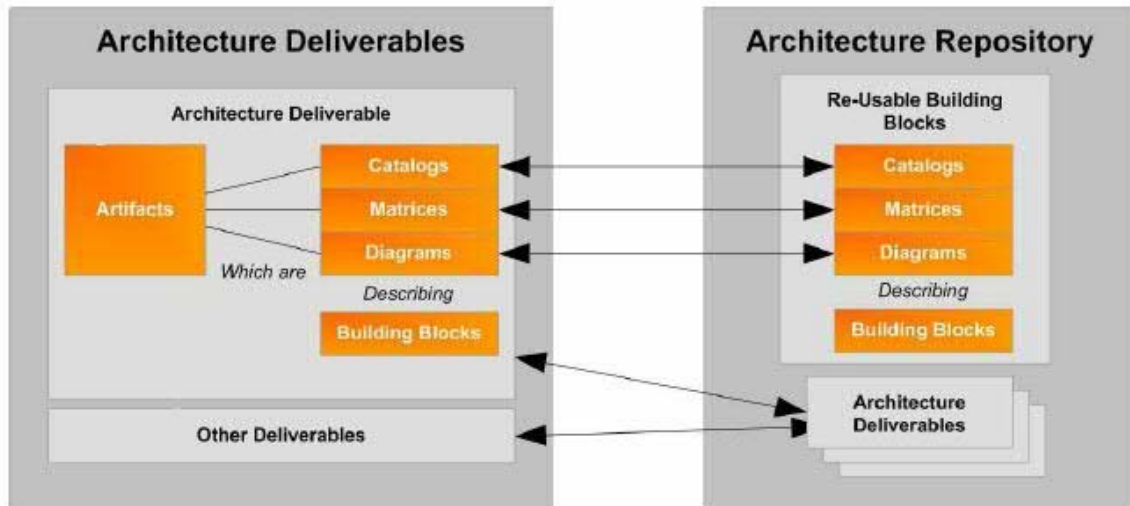 Architecture Deliverables
Architecture Deliverable
Artifacts
Catalogs
Matrices
Diagrams
Which are
Describing
Building Blocks
Other Deliverables
Architecture Repository
Re-Usable Building
Blocks
Catalogs
Matrices
Diagrams
Describing
Building Blocks
Architecture
Deliverables